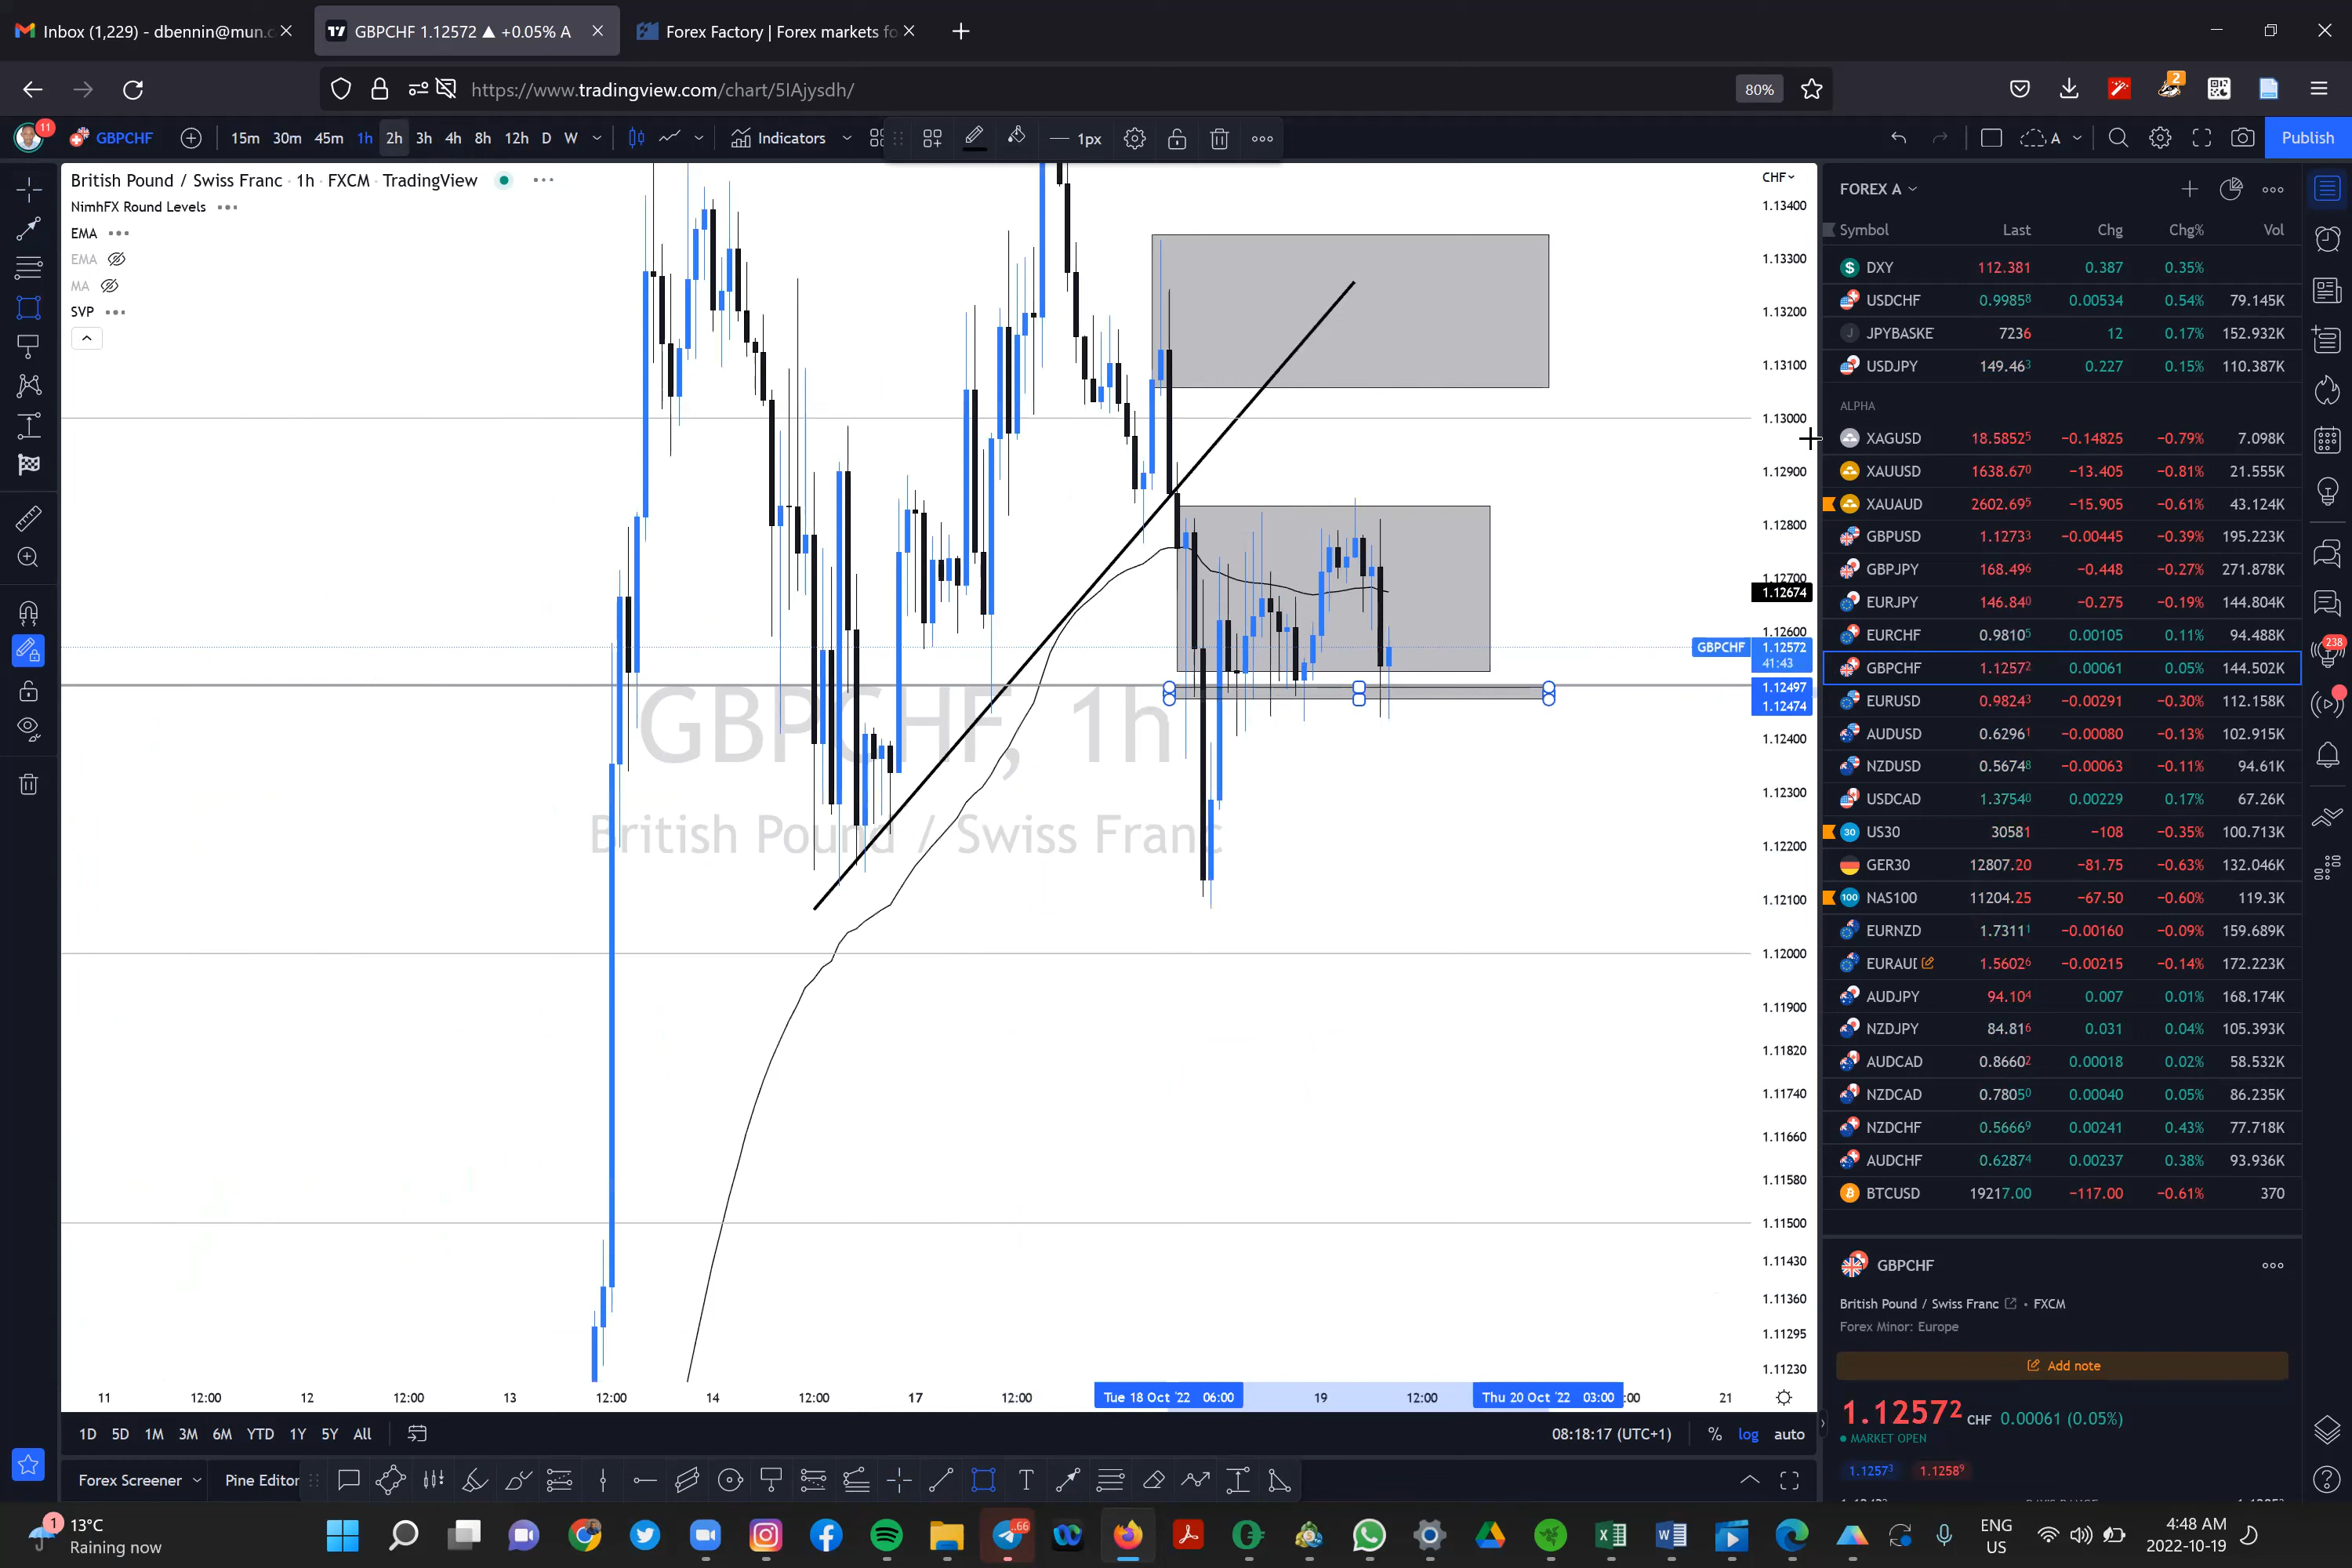 Inbox (1,229) - dbennin@mun.c
GBPCHF 1.12572 ▲ +0.05% A
Forex Factory | Forex markets fo
https://www.tradingview.com/chart/5IAjysdh/
80%
2
11
GBPCHF
15m 30m 45m 1h 2h 3h 4h 8h 12h D W
Indicators
1px
A
Publish
British Pound / Swiss Franc · 1h · FXCM · TradingView
NimhFX Round Levels
EMA
EMA
MA
SVP
GBPCHF, 1h
British Pound / Swiss Franc
CHF
1.13400
1.13300
1.13200
1.13100
1.13000
1.12900
1.12800
1.12700
1.12674
1.12600
GBPCHF 1.12572
41:43
1.12497
1.12474
1.12400
1.12300
1.12200
1.12100
1.12000
1.11900
1.11820
1.11740
1.11660
1.11580
1.11500
1.11430
1.11360
1.11295
1.11230
11 12:00 12 12:00 13 12:00 14 12:00 17 12:00 Tue 18 Oct '22 06:00 19 12:00 Thu 20 Oct '22 03:00 :00 21
1D 5D 1M 3M 6M YTD 1Y 5Y All
08:18:17 (UTC+1) % log auto
Forex Screener Pine Editor
FOREX A
Symbol Last Chg Chg% Vol
DXY 112.381 0.387 0.35%
USDCHF 0.99858 0.00534 0.54% 79.145K
JPYBASKE 7236 12 0.17% 152.932K
USDJPY 149.463 0.227 0.15% 110.387K
ALPHA
XAGUSD 18.58525 −0.14825 −0.79% 7.098K
XAUUSD 1638.670 −13.405 −0.81% 21.555K
XAUAUD 2602.695 −15.905 −0.61% 43.124K
GBPUSD 1.12733 −0.00445 −0.39% 195.223K
GBPJPY 168.496 −0.448 −0.27% 271.878K
EURJPY 146.840 −0.275 −0.19% 144.804K
EURCHF 0.98105 0.00105 0.11% 94.488K
GBPCHF 1.12572 0.00061 0.05% 144.502K
EURUSD 0.98243 −0.00291 −0.30% 112.158K
AUDUSD 0.62961 −0.00080 −0.13% 102.915K
NZDUSD 0.56748 −0.00063 −0.11% 94.61K
USDCAD 1.37540 0.00229 0.17% 67.26K
30 US30 30581 −108 −0.35% 100.713K
GER30 12807.20 −81.75 −0.63% 132.046K
100 NAS100 11204.25 −67.50 −0.60% 119.3K
EURNZD 1.73111 −0.00160 −0.09% 159.689K
EURAUD 1.56026 −0.00215 −0.14% 172.223K
AUDJPY 94.104 0.007 0.01% 168.174K
NZDJPY 84.816 0.031 0.04% 105.393K
AUDCAD 0.86602 0.00018 0.02% 58.532K
NZDCAD 0.78050 0.00040 0.05% 86.235K
NZDCHF 0.56669 0.00241 0.43% 77.718K
AUDCHF 0.62874 0.00237 0.38% 93.936K
BTCUSD 19217.00 −117.00 −0.61% 370
238
GBPCHF
British Pound / Swiss Franc • FXCM
Forex Minor: Europe
Add note
1.12572 CHF 0.00061 (0.05%)
MARKET OPEN
1.12573 1.12589
1
13°C
Raining now
66
ENG
US
4:48 AM
2022-10-19